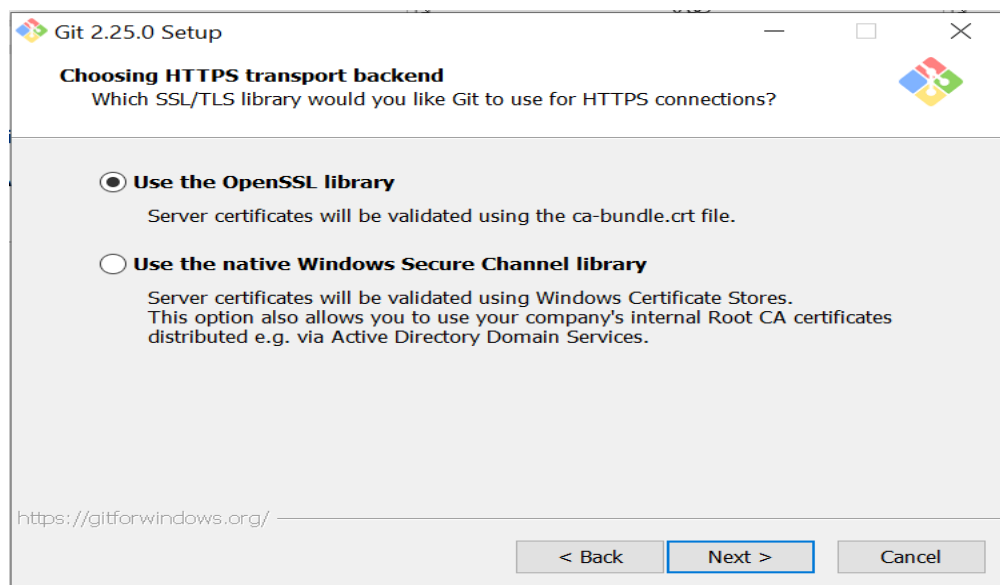 Git 2.25.0 Setup
Choosing HTTPS transport backend
Which SSL/TLS library would you like Git to use for HTTPS connections?
Use the OpenSSL library
Server certificates will be validated using the ca-bundle.crt file.
Use the native Windows Secure Channel library
Server certificates will be validated using Windows Certificate Stores.
This option also allows you to use your company's internal Root CA certificates
distributed e.g. via Active Directory Domain Services.
https://gitforwindows.org/
< Back
Next >
Cancel